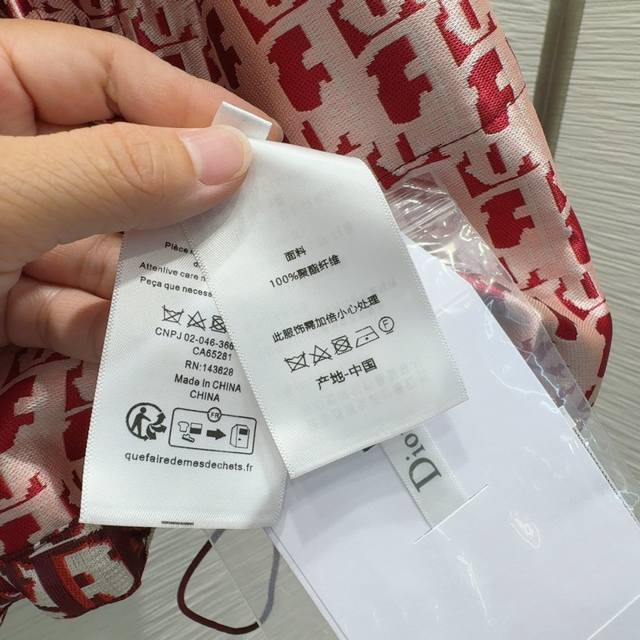 Pièce
Attentive care
Peça que necess
CNPJ 02-046-366
CA65281
RN:143628
Made in CHINA
CHINA
FR
quefairedemesdechets.fr
面料
100%聚酯纤维
此服饰需加倍小心处理
F
产地-中国
Dio